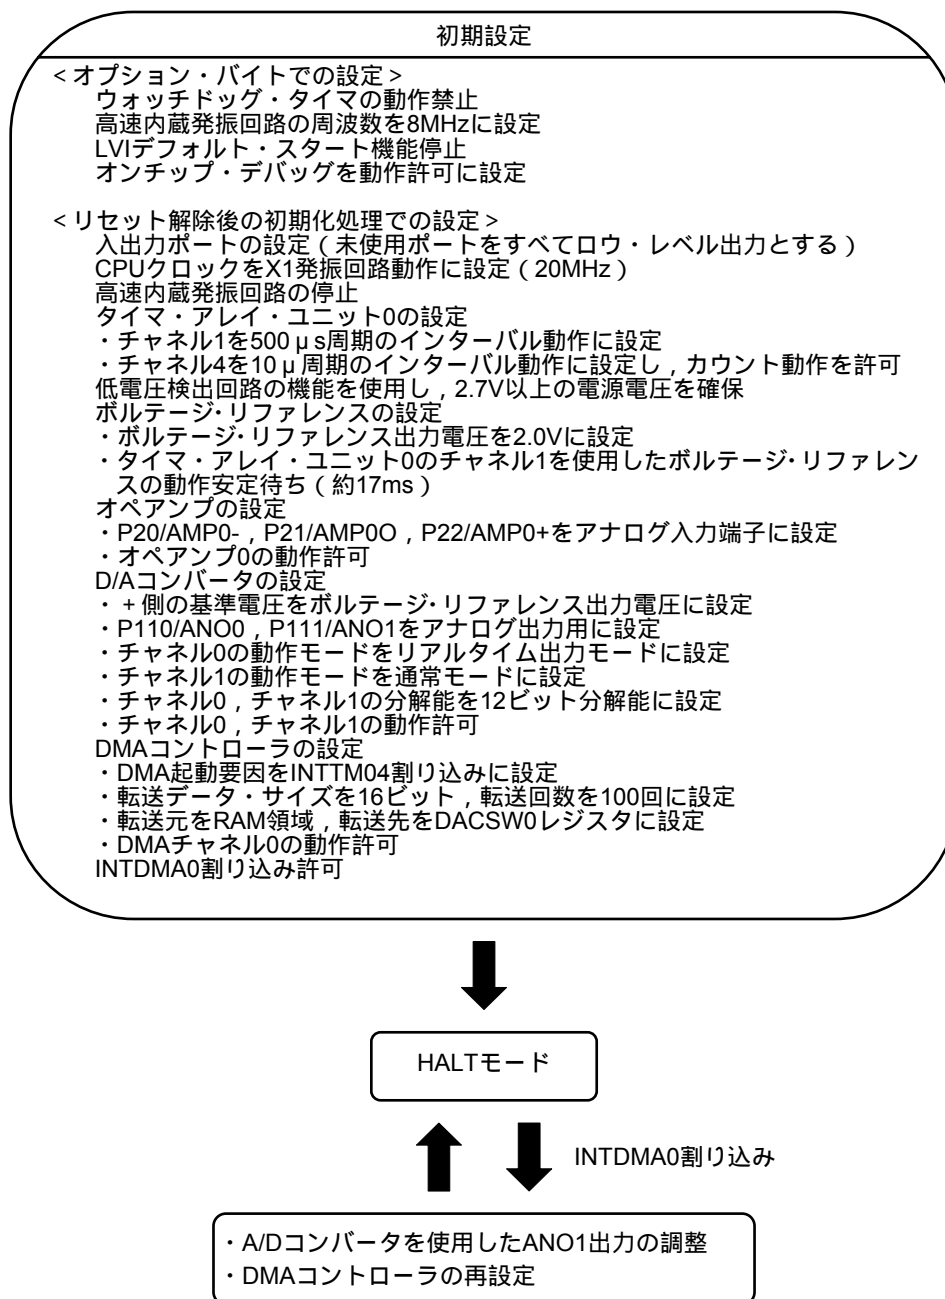 初期設定
<オプション・バイトでの設定>
ウォッチドッグ・タイマの動作禁止
高速内蔵発振回路の周波数を8MHzに設定
LVIデフォルト・スタート機能停止
オンチップ・デバッグを動作許可に設定
<リセット解除後の初期化処理での設定>
入出力ポートの設定(未使用ポートをすべてロウ・レベル出力とする)
CPUクロックをX1発振回路動作に設定(20MHz)
高速内蔵発振回路の停止
タイマ・アレイ・ユニット0の設定
・チャネル1を500μs周期のインターバル動作に設定
・チャネル4を10μ周期のインターバル動作に設定し,カウント動作を許可
低電圧検出回路の機能を使用し,2.7V以上の電源電圧を確保
ボルテージ・リファレンスの設定
・ボルテージ・リファレンス出力電圧を2.0Vに設定
・タイマ・アレイ・ユニット0のチャネル1を使用したボルテージ・リファレン
スの動作安定待ち(約17ms)
オペアンプの設定
・P20/AMP0-,P21/AMP0O,P22/AMP0+をアナログ入力端子に設定
・オペアンプ0の動作許可
D/Aコンバータの設定
・+側の基準電圧をボルテージ・リファレンス出力電圧に設定
・P110/ANO0,P111/ANO1をアナログ出力用に設定
・チャネル0の動作モードをリアルタイム出力モードに設定
・チャネル1の動作モードを通常モードに設定
・チャネル0,チャネル1の分解能を12ビット分解能に設定
・チャネル0,チャネル1の動作許可
DMAコントローラの設定
・DMA起動要因をINTTM04割り込みに設定
・転送データ・サイズを16ビット,転送回数を100回に設定
・転送元をRAM領域,転送先をDACSW0レジスタに設定
・DMAチャネル0の動作許可
INTDMA0割り込み許可
HALTモード
INTDMA0割り込み
・A/Dコンバータを使用したANO1出力の調整
・DMAコントローラの再設定